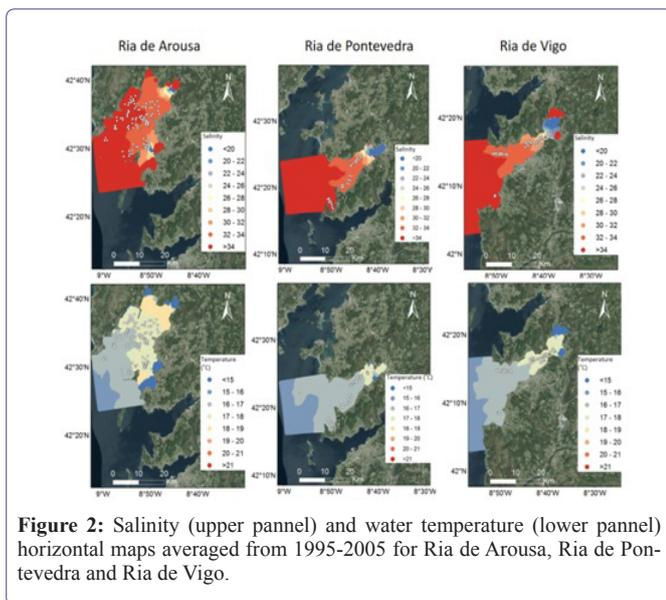 Ria de Arousa
Ria de Pontevedra
Ria de Vigo
42°40'N
42°30'N
42°20'N
9°W
8°50'W
8°40'W
N
Salinity
<20
20 - 22
22 - 24
24 - 26
26 - 28
28 - 30
30 - 32
32 - 34
>34
0 10 20
Km
42°30'N
42°20'N
42°10'N
8°50'W
8°40'W
8°30'W
N
Salinity
<20
20 - 22
22 - 24
24 - 26
26 - 28
28 - 30
30 - 32
32 - 34
>34
0 10 20
Km
42°20'N
42°10'N
42°N
8°50'W
8°40'W
N
Salinity
<20
20 - 22
22 - 24
24 - 26
26 - 28
28 - 30
30 - 32
32 - 34
>34
0 10 20
Km
42°40'N
42°30'N
42°20'N
9°W
8°50'W
8°40'W
N
Temperature
(°C)
<15
15 - 16
16 - 17
17 - 18
18 - 19
19 - 20
20 - 21
>21
0 10 20
Km
42°30'N
42°20'N
42°10'N
8°50'W
8°40'W
8°30'W
N
Temperature (°C)
<15
15 - 16
16 - 17
17 - 18
18 - 19
19 - 20
20 - 21
>21
0 10 20
42°20'N
42°10'N
42°N
8°50'W
8°40'W
N
Temperature
(°C)
<15
15 - 16
16 - 17
17 - 18
18 - 19
19 - 20
20 - 21
>21
0 10 20
Km
Figure 2: Salinity (upper pannel) and water temperature (lower pannel)
horizontal maps averaged from 1995-2005 for Ria de Arousa, Ria de Pon-
tevedra and Ria de Vigo.